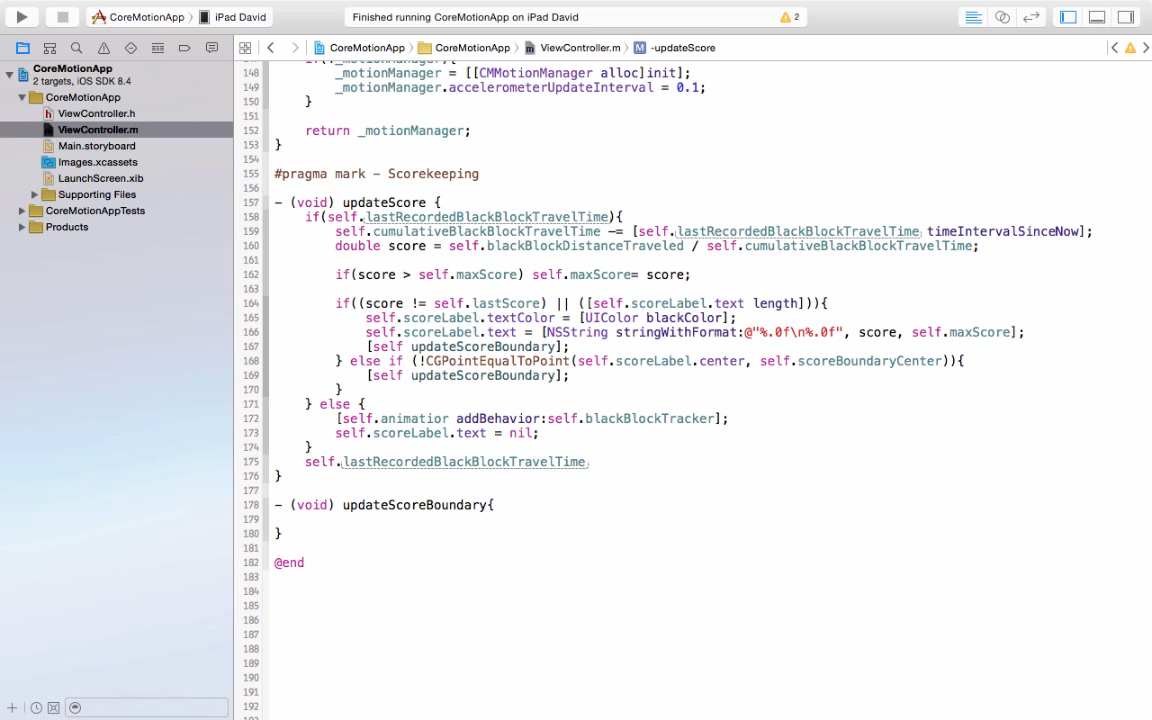 CoreMotionApp
iPad David
Finished running CoreMotionApp on iPad David
2
CoreMotionApp
CoreMotionApp
ViewController.m
M
-updateScore
CoreMotionApp
2 targets, iOS SDK 8.4
CoreMotionApp
h ViewController.h
ViewController.m
Main.storyboard
Images.xcassets
LaunchScreen.xib
Supporting Files
CoreMotionAppTests
Products
148 _motionManager = [[CMMotionManager alloc]init];
149 _motionManager.accelerometerUpdateInterval = 0.1;
150 }
151
152 return _motionManager;
153 }
154
155 #pragma mark - Scorekeeping
156
157 - (void) updateScore {
158 if(self.lastRecordedBlackBlockTravelTime){
159 self.cumulativeBlackBlockTravelTime -= [self.lastRecordedBlackBlockTravelTime timeIntervalSinceNow];
160 double score = self.blackBlockDistanceTraveled / self.cumulativeBlackBlockTravelTime;
161
162 if(score > self.maxScore) self.maxScore= score;
163
164 if((score != self.lastScore) || ([self.scoreLabel.text length])){
165 self.scoreLabel.textColor = [UIColor blackColor];
166 self.scoreLabel.text = [NSString stringWithFormat:@"%.0f\n%.0f", score, self.maxScore];
167 [self updateScoreBoundary];
168 } else if (!CGPointEqualToPoint(self.scoreLabel.center, self.scoreBoundaryCenter)){
169 [self updateScoreBoundary];
170 }
171 } else {
172 [self.animatior addBehavior:self.blackBlockTracker];
173 self.scoreLabel.text = nil;
174 }
175 self.lastRecordedBlackBlockTravelTime
176 }
177
178 - (void) updateScoreBoundary{
179
180 }
181
182 @end
183
184
185
186
187
188
189
190
191
192